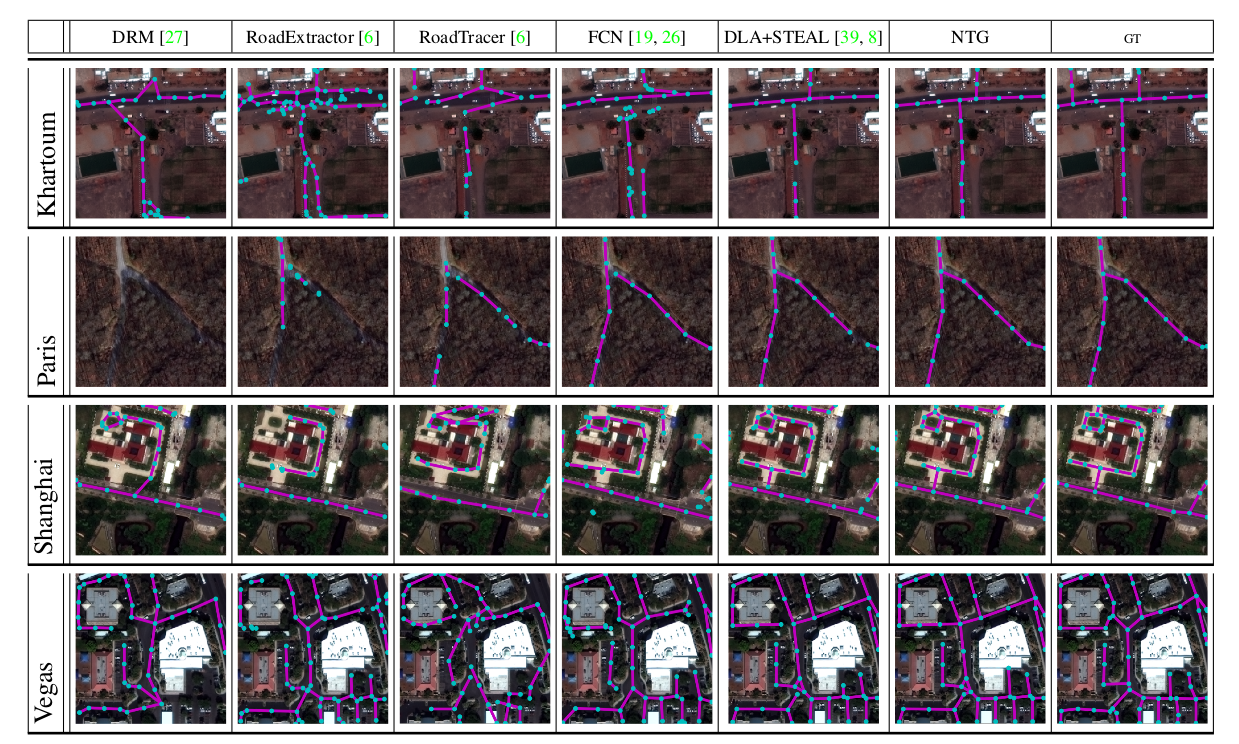 DRM [27] RoadExtractor [6] RoadTracer [6] FCN [19, 26] DLA+STEAL [39, 8] NTG GT
Khartoum
Paris
Shanghai
Vegas